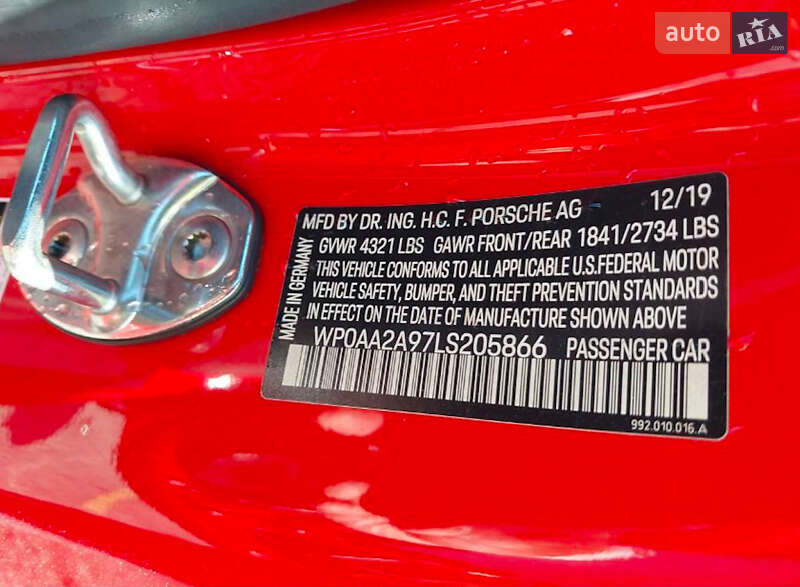 auto RIA
.com
MFD BY DR. ING. H.C. F. PORSCHE AG 12/19
GVWR 4321 LBS GAWR FRONT/REAR 1841/2734 LBS
THIS VEHICLE CONFORMS TO ALL APPLICABLE U.S.FEDERAL MOTOR
VEHICLE SAFETY, BUMPER, AND THEFT PREVENTION STANDARDS
IN EFFECT ON THE DATE OF MANUFACTURE SHOWN ABOVE
WP0AA2A97LS205866 PASSENGER CAR
MADE IN GERMANY
992.010.016.A